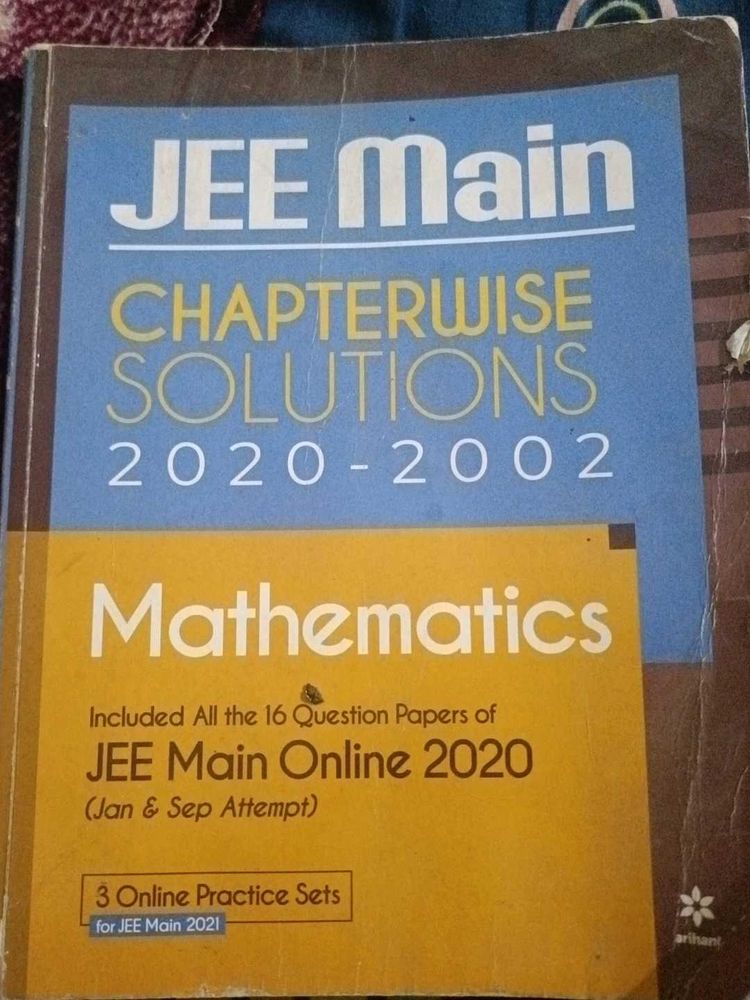 JEE Main
CHAPTERWISE
SOLUTIONS
2020-2002
Mathematics
Included All the 16 Question Papers of
JEE Main Online 2020
(Jan & Sep Attempt)
3 Online Practice Sets
for JEE Main 2021
arihant